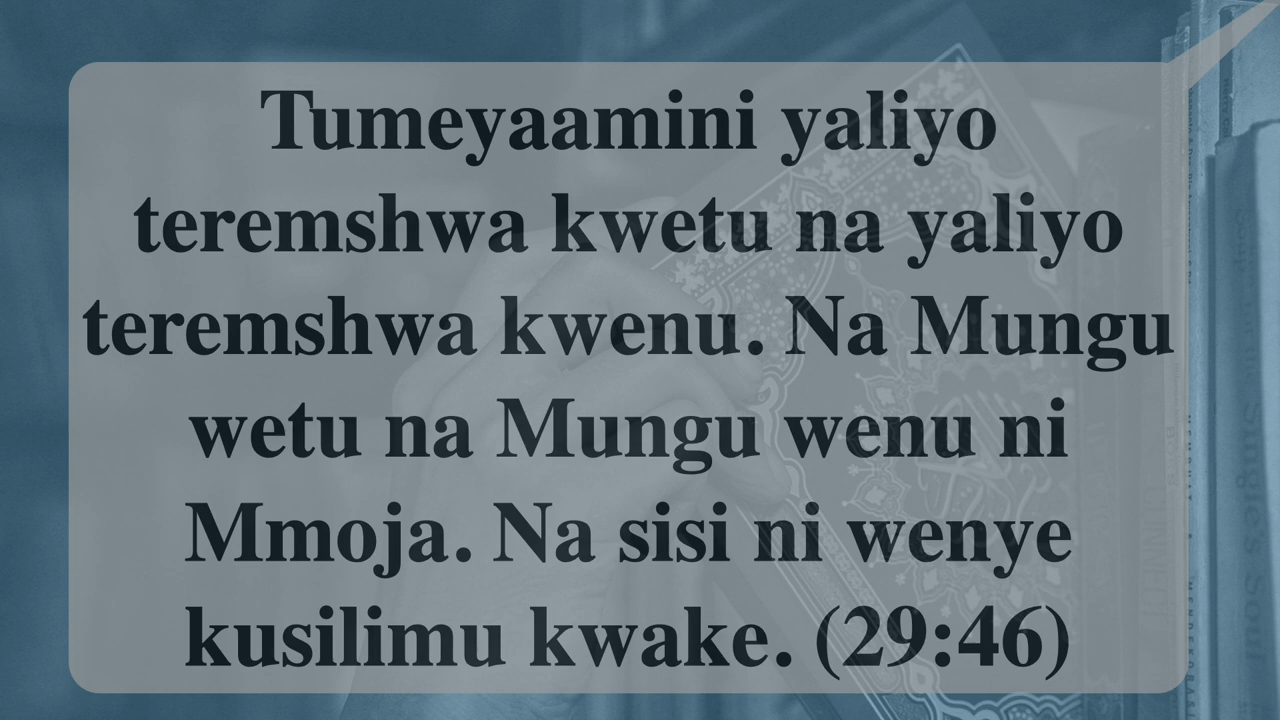 Tumeyaamini yaliyo
teremshwa kwetu na yaliyo
teremshwa kwenu. Na Mungu
wetu na Mungu wenu ni
Mmoja. Na sisi ni wenye
kusilimu kwake. (29:46)